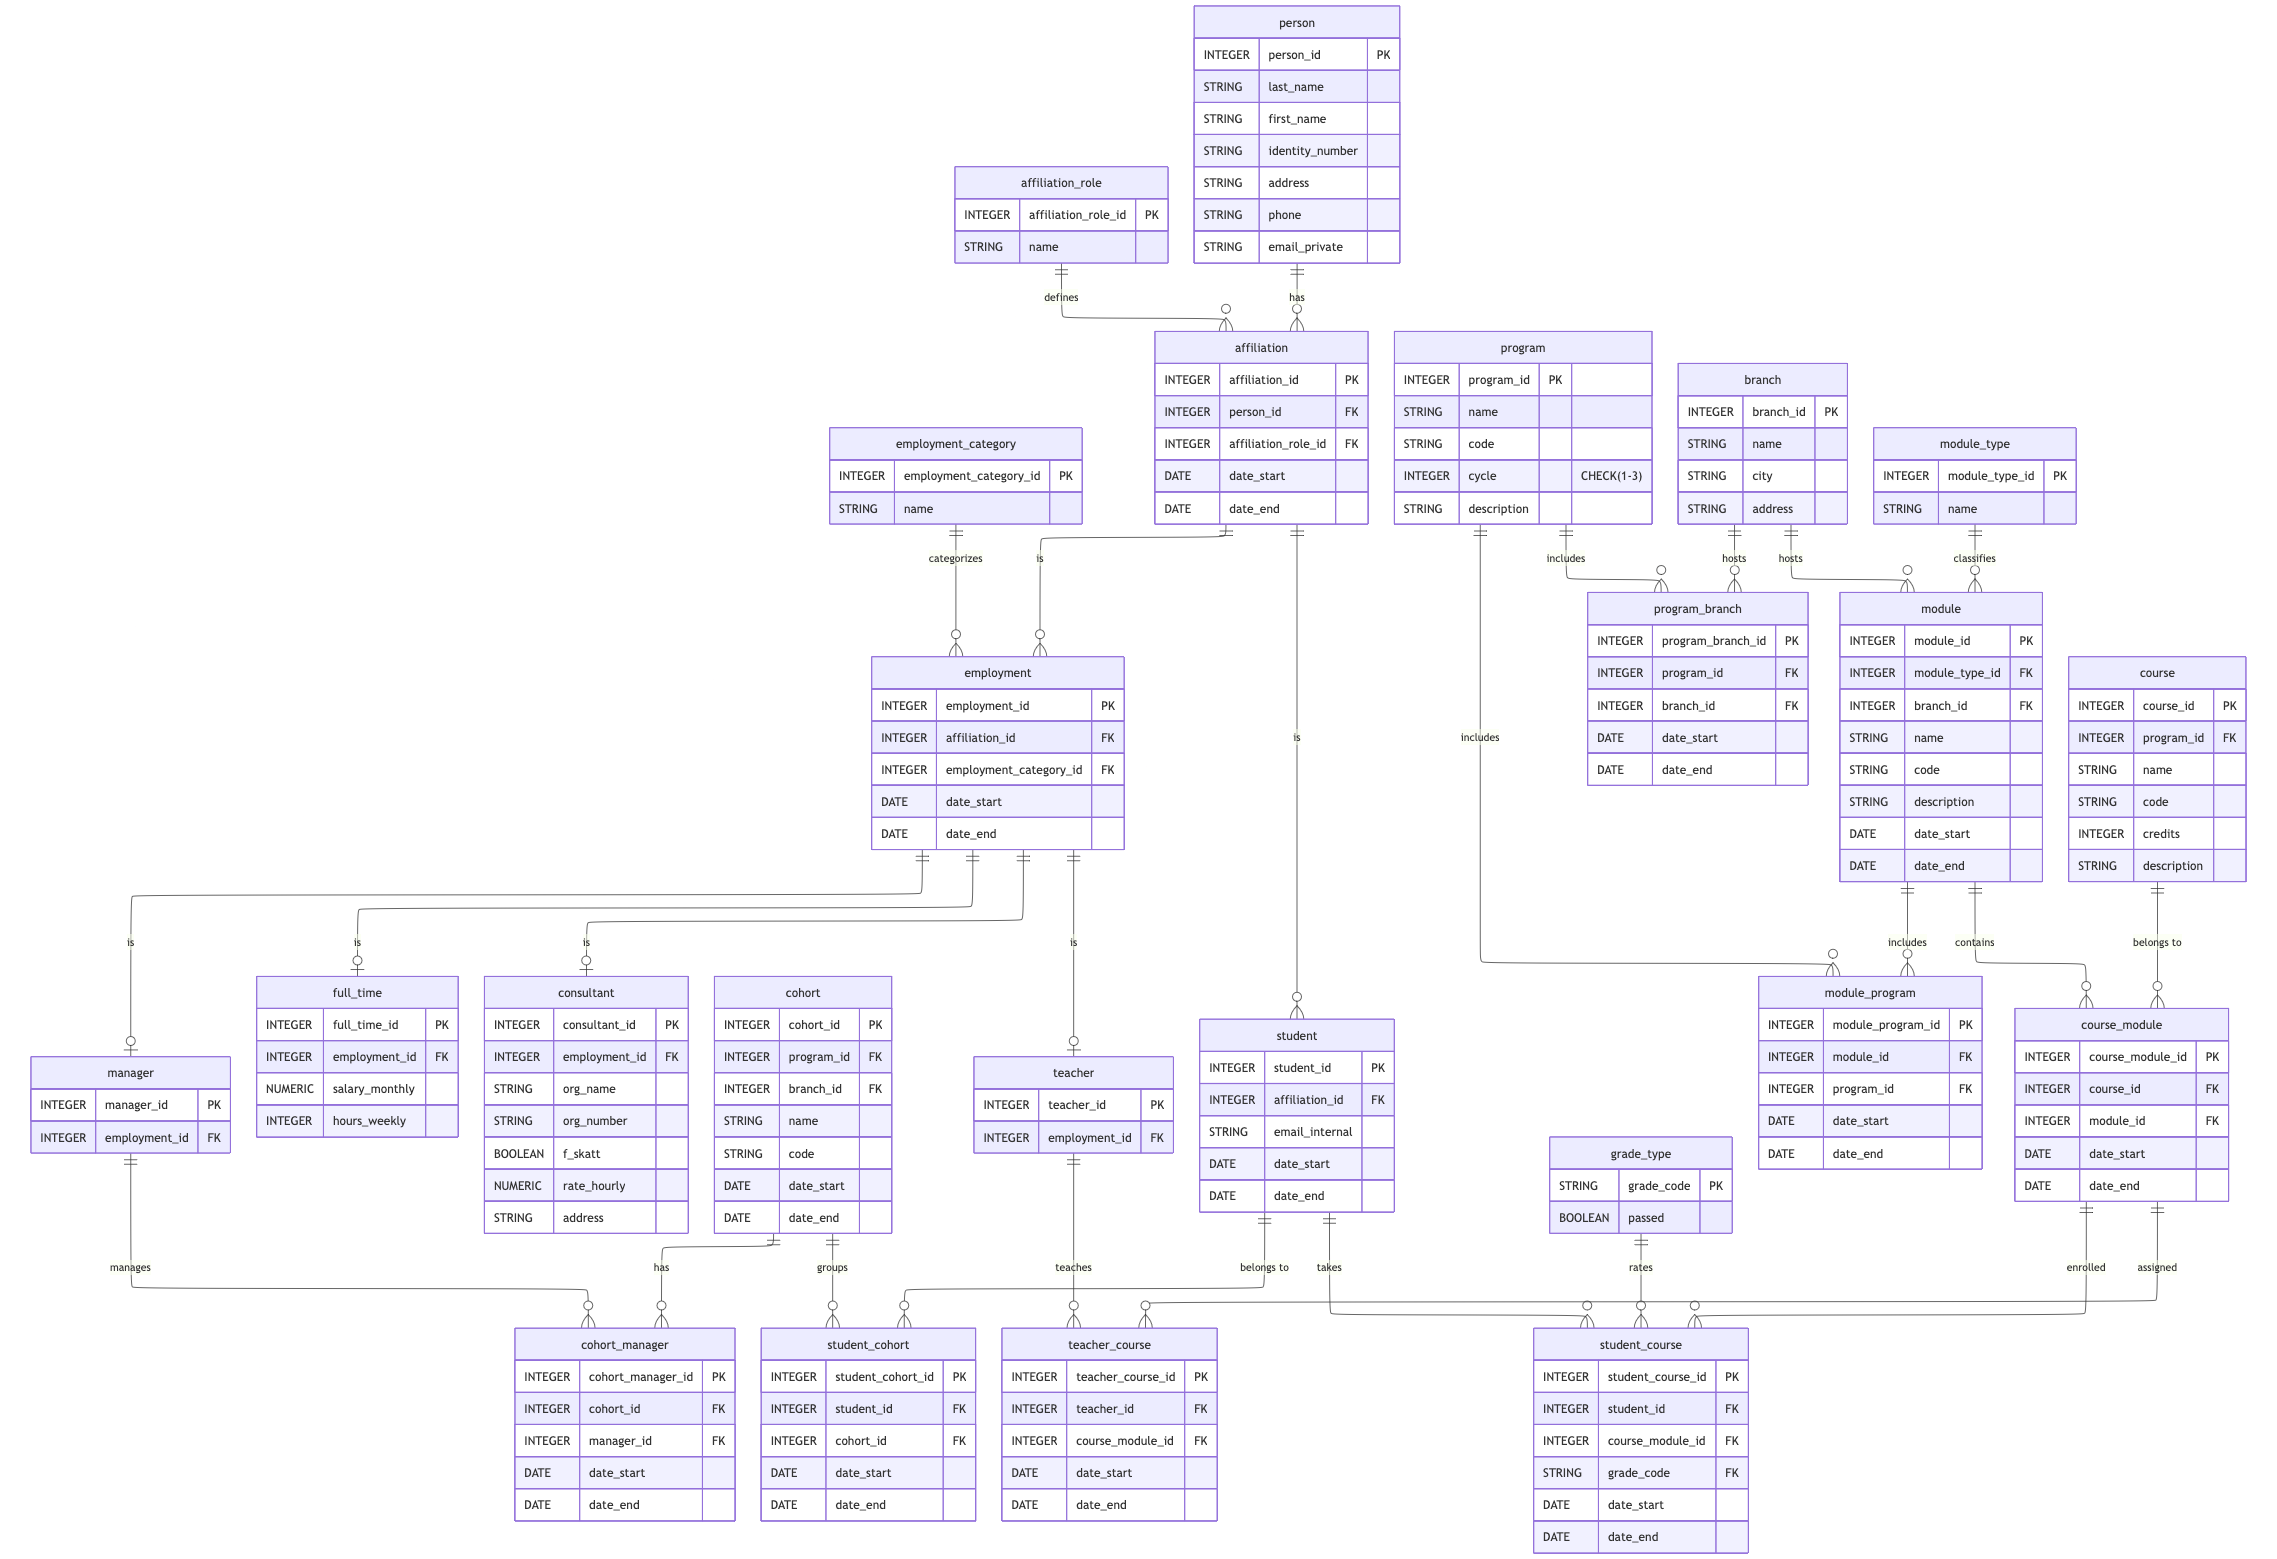 person
INTEGER person_id PK
STRING last_name
STRING first_name
STRING identity_number
STRING address
STRING phone
STRING email_private
affiliation_role
INTEGER affiliation_role_id PK
STRING name
defines
has
affiliation
INTEGER affiliation_id PK
INTEGER person_id FK
INTEGER affiliation_role_id FK
DATE date_start
DATE date_end
program
INTEGER program_id PK
STRING name
STRING code
INTEGER cycle CHECK(1-3)
STRING description
branch
INTEGER branch_id PK
STRING name
STRING city
STRING address
employment_category
INTEGER employment_category_id PK
STRING name
module_type
INTEGER module_type_id PK
STRING name
categorizes
is
includes
hosts
hosts
classifies
program_branch
INTEGER program_branch_id PK
INTEGER program_id FK
INTEGER branch_id FK
DATE date_start
DATE date_end
module
INTEGER module_id PK
INTEGER module_type_id FK
INTEGER branch_id FK
STRING name
STRING code
STRING description
DATE date_start
DATE date_end
employment
INTEGER employment_id PK
INTEGER affiliation_id FK
INTEGER employment_category_id FK
DATE date_start
DATE date_end
course
INTEGER course_id PK
INTEGER program_id FK
STRING name
STRING code
INTEGER credits
STRING description
is
includes
is
is
is
is
includes
contains
belongs to
full_time
INTEGER full_time_id PK
INTEGER employment_id FK
NUMERIC salary_monthly
INTEGER hours_weekly
consultant
INTEGER consultant_id PK
INTEGER employment_id FK
STRING org_name
STRING org_number
BOOLEAN f_skatt
NUMERIC rate_hourly
STRING address
cohort
INTEGER cohort_id PK
INTEGER program_id FK
INTEGER branch_id FK
STRING name
STRING code
DATE date_start
DATE date_end
module_program
INTEGER module_program_id PK
INTEGER module_id FK
INTEGER program_id FK
DATE date_start
DATE date_end
course_module
INTEGER course_module_id PK
INTEGER course_id FK
INTEGER module_id FK
DATE date_start
DATE date_end
student
INTEGER student_id PK
INTEGER affiliation_id FK
STRING email_internal
DATE date_start
DATE date_end
manager
INTEGER manager_id PK
INTEGER employment_id FK
teacher
INTEGER teacher_id PK
INTEGER employment_id FK
grade_type
STRING grade_code PK
BOOLEAN passed
manages
has
groups
teaches
belongs to
takes
rates
enrolled
assigned
cohort_manager
INTEGER cohort_manager_id PK
INTEGER cohort_id FK
INTEGER manager_id FK
DATE date_start
DATE date_end
student_cohort
INTEGER student_cohort_id PK
INTEGER student_id FK
INTEGER cohort_id FK
DATE date_start
DATE date_end
teacher_course
INTEGER teacher_course_id PK
INTEGER teacher_id FK
INTEGER course_module_id FK
DATE date_start
DATE date_end
student_course
INTEGER student_course_id PK
INTEGER student_id FK
INTEGER course_module_id FK
STRING grade_code FK
DATE date_start
DATE date_end